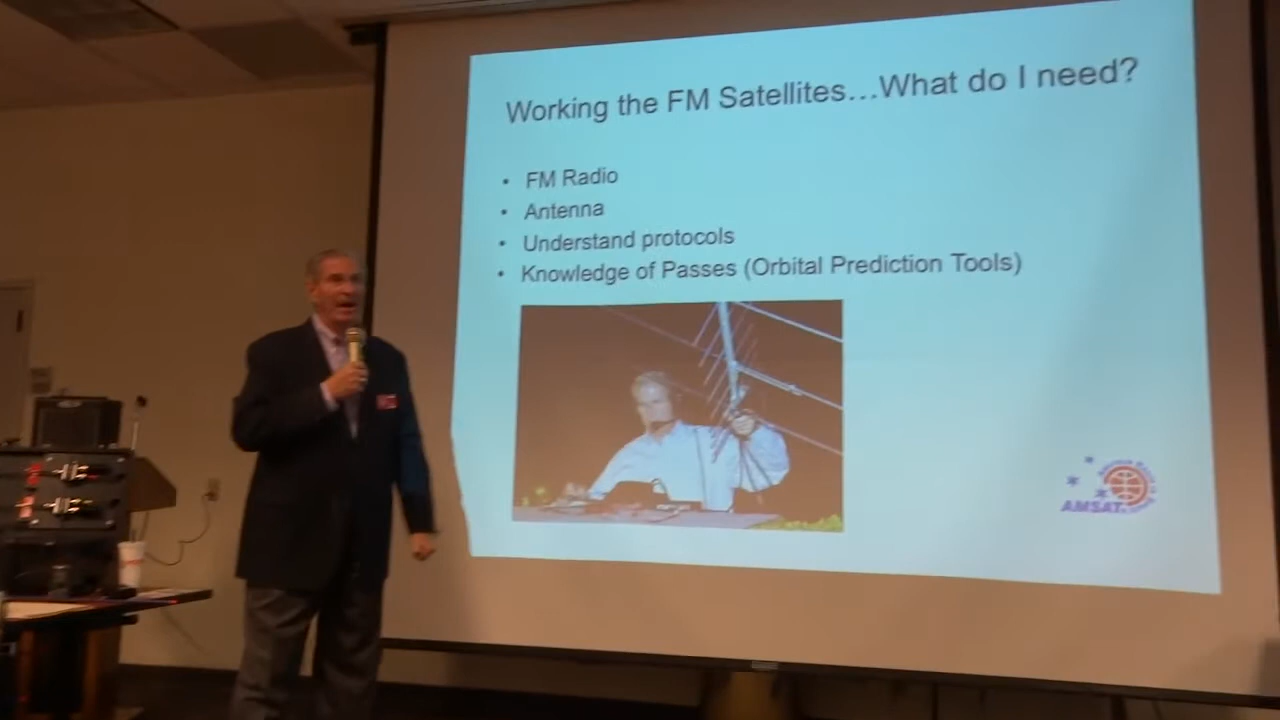 Working the FM Satellites…What do I need?
• FM Radio
• Antenna
• Understand protocols
• Knowledge of Passes (Orbital Prediction Tools)
AMSAT